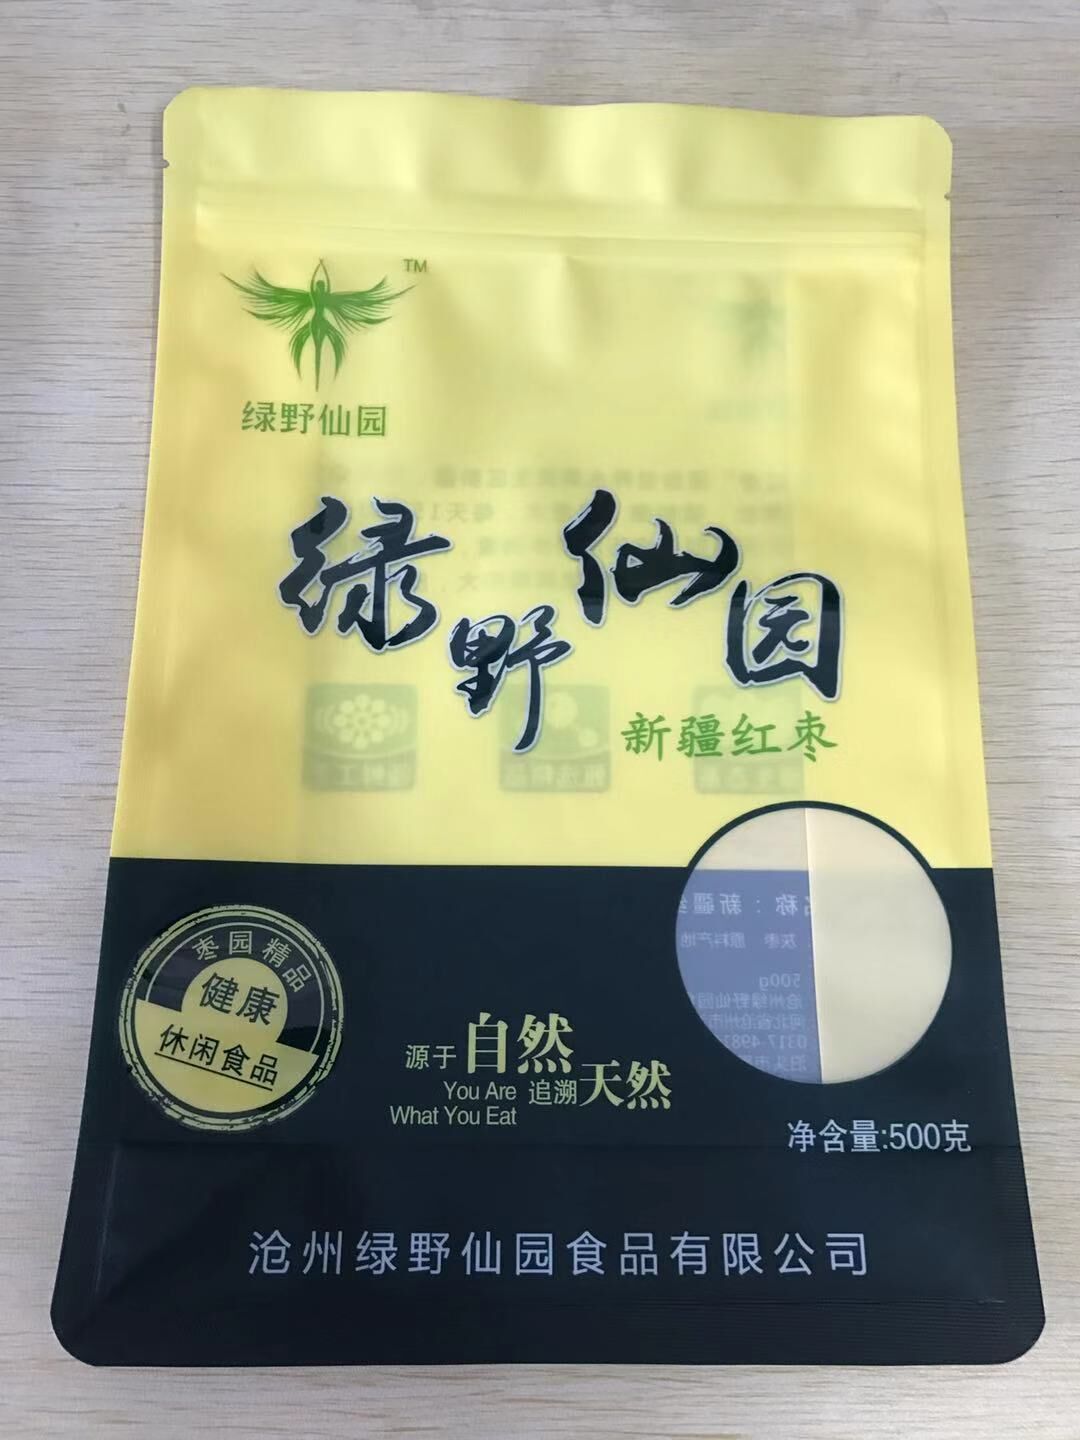 TM
绿野仙园
绿野仙园
新疆红枣
枣园精品
健康
休闲食品
源于自然
You Are 追溯天然
What You Eat
净含量:500克
沧州绿野仙园食品有限公司